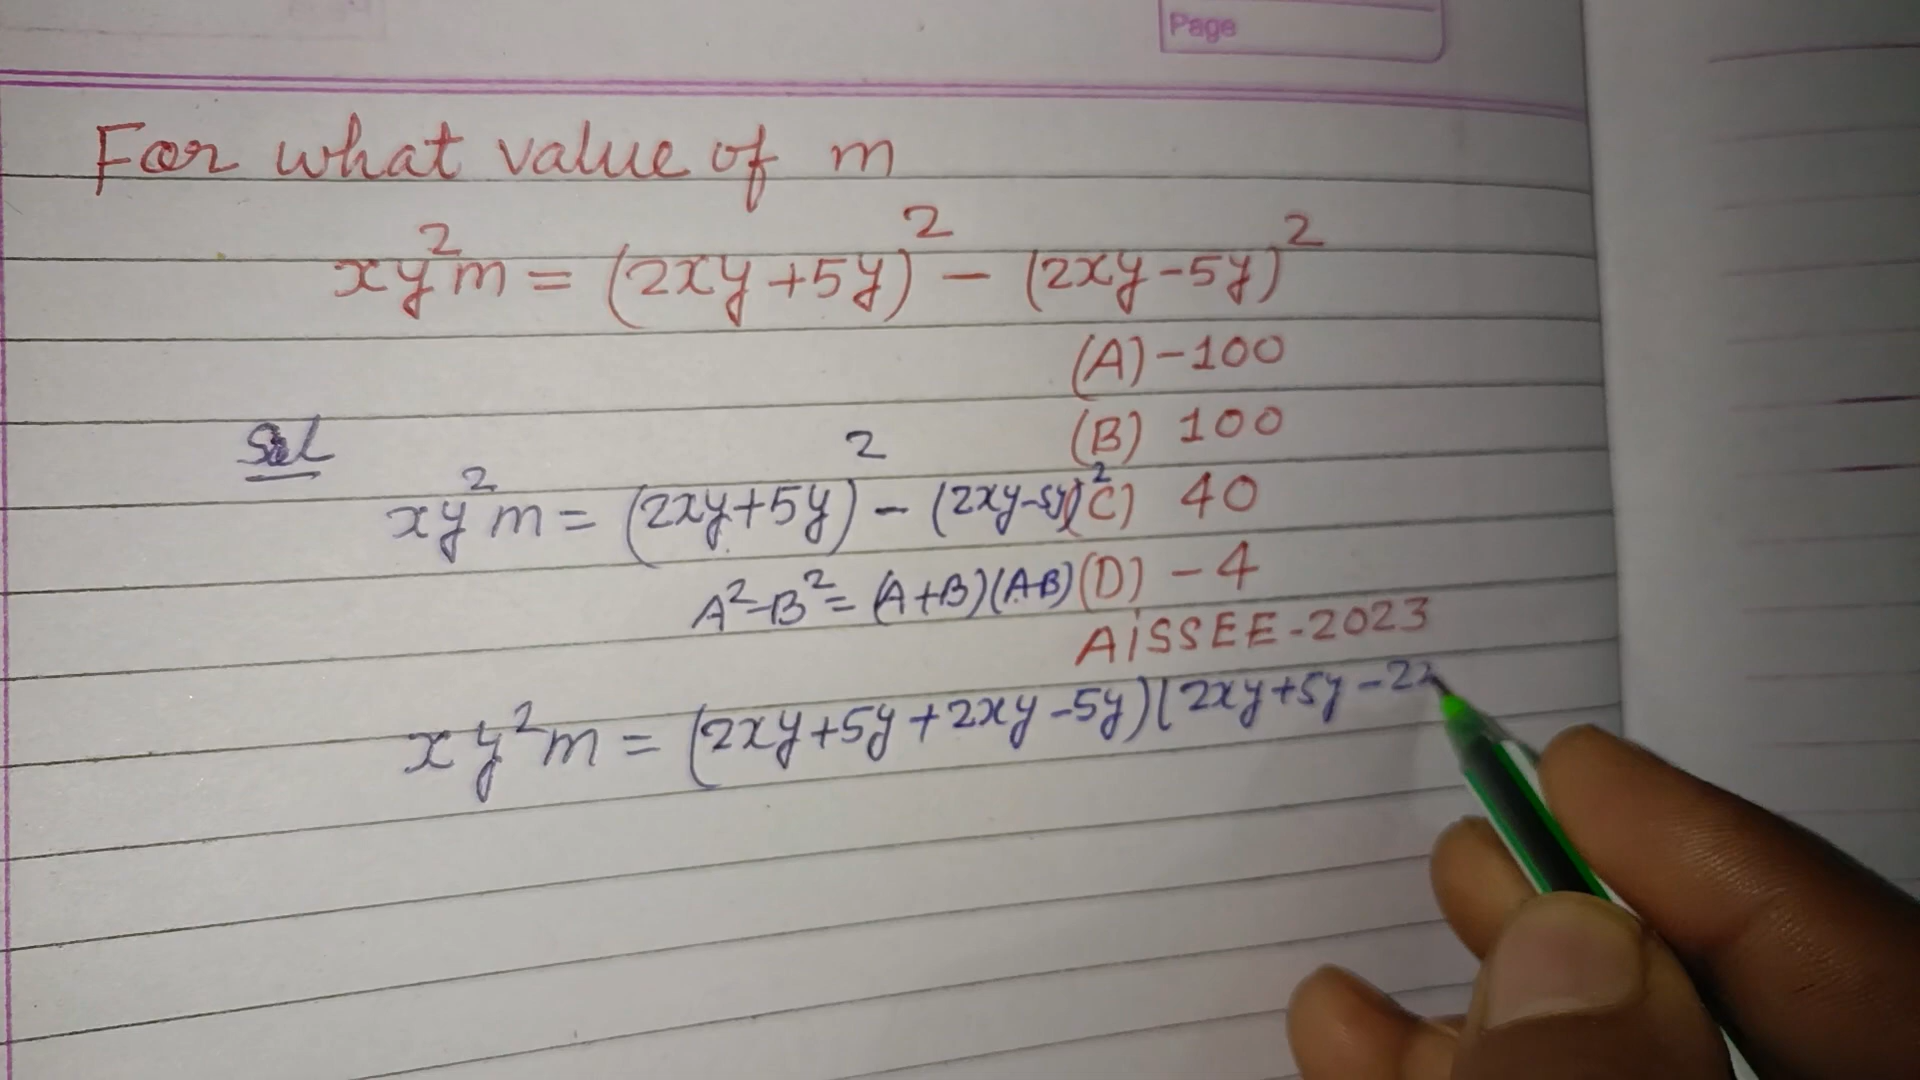 Page
For what value of m
xy²m = (2xy+5y)² - (2xy-5y)²
(A) -100
(B) 100
(C) 40
(D) -4
AiSSEE-2023
Sol
xy²m = (2xy+5y)² - (2xy-5y)²
A²-B² = (A+B)(A-B)
xy²m = (2xy+5y+2xy-5y)(2xy+5y-2x